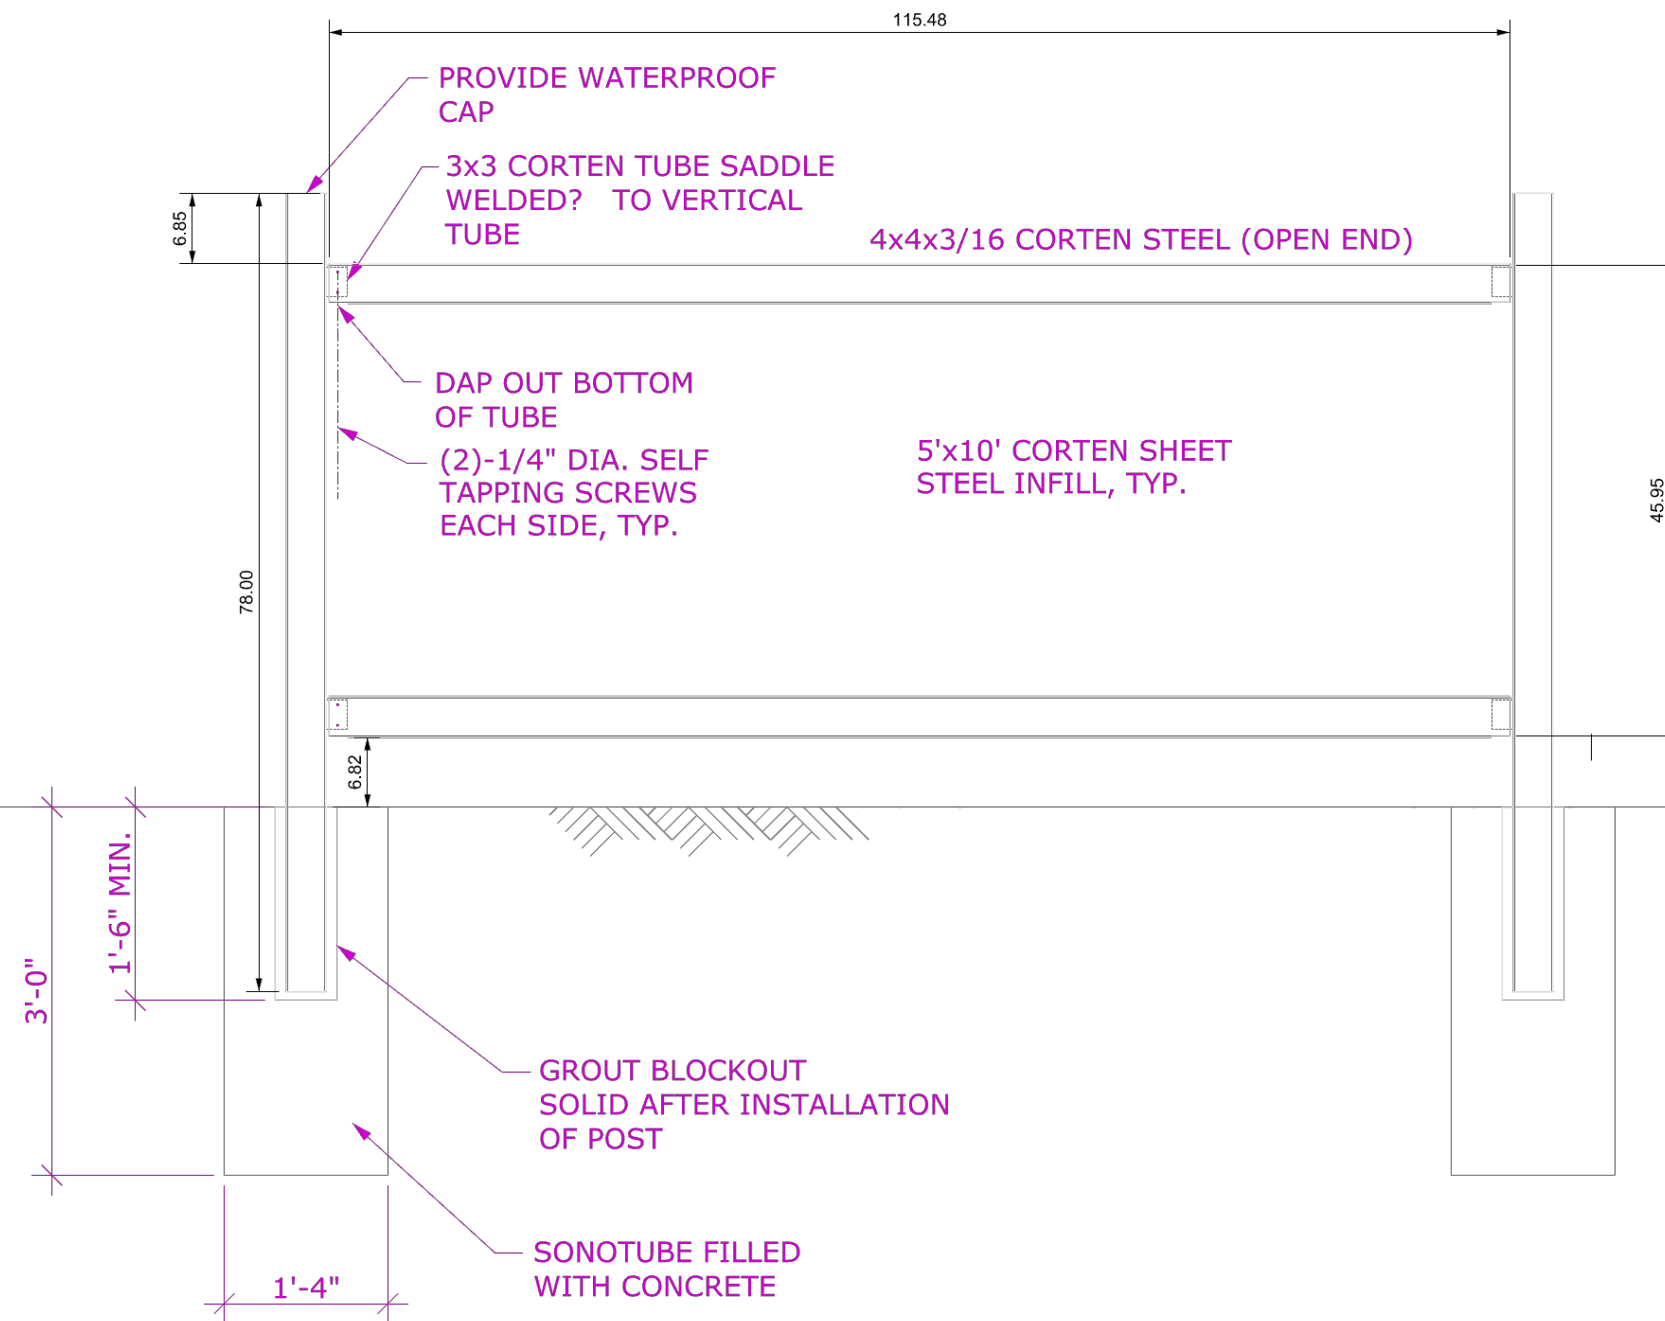 115.48
PROVIDE WATERPROOF
CAP
3x3 CORTEN TUBE SADDLE
WELDED?   TO VERTICAL
TUBE
6.85
4x4x3/16 CORTEN STEEL (OPEN END)
DAP OUT BOTTOM
OF TUBE
(2)-1/4" DIA. SELF
TAPPING SCREWS
EACH SIDE, TYP.
5'x10' CORTEN SHEET
STEEL INFILL, TYP.
45.95
78.00
6.82
1'-6" MIN.
3'-0"
GROUT BLOCKOUT
SOLID AFTER INSTALLATION
OF POST
SONOTUBE FILLED
WITH CONCRETE
1'-4"